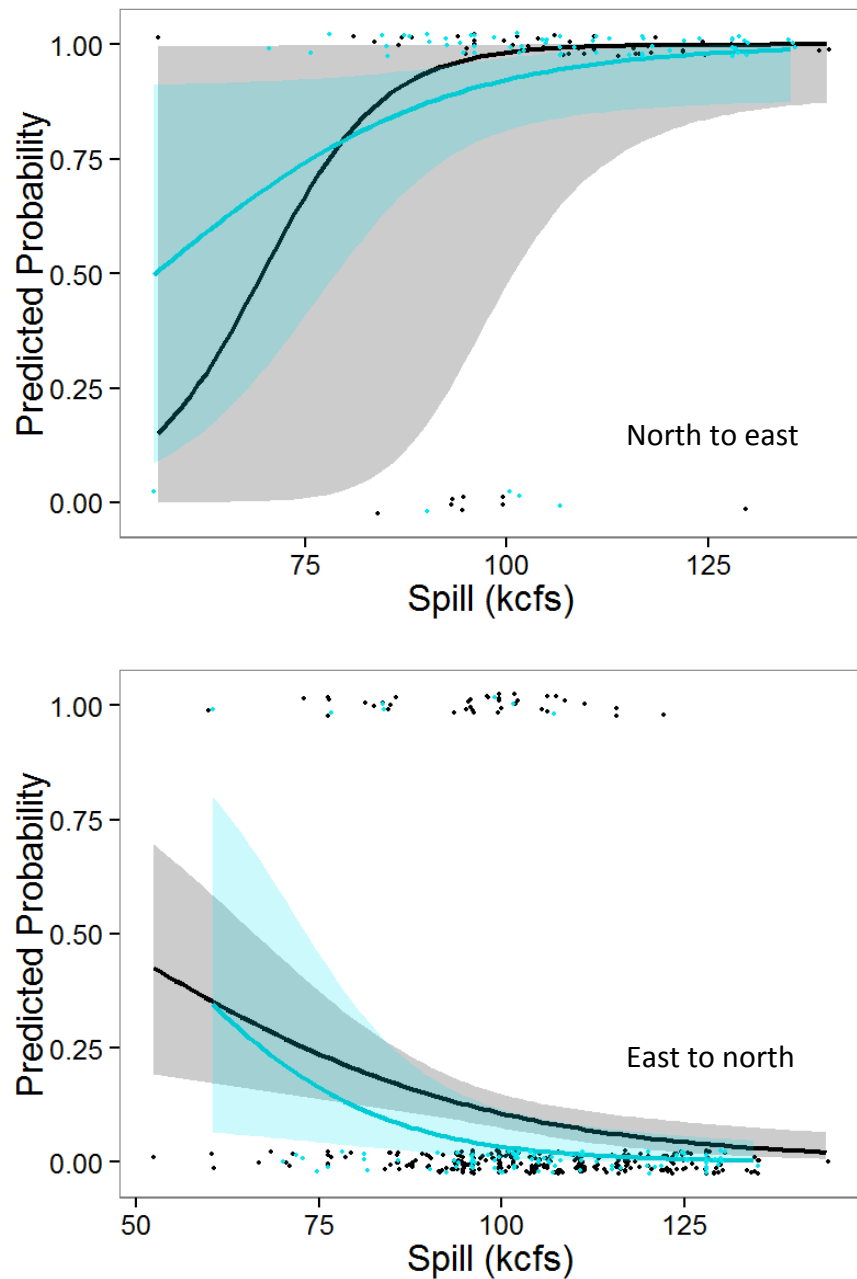 1.00
0.75
0.50
0.25
0.00
Predicted Probability
North to east
75
100
125
Spill (kcfs)
1.00
0.75
0.50
0.25
0.00
Predicted Probability
East to north
50
75
100
125
Spill (kcfs)